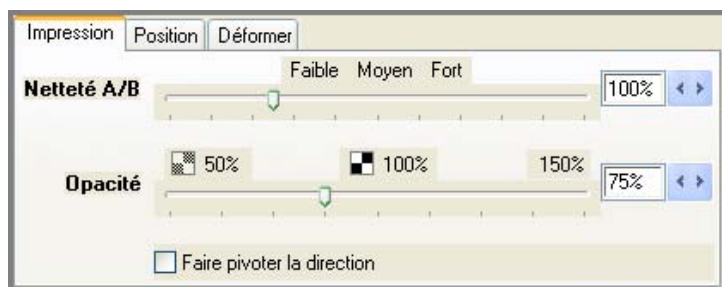 Impression Position Déformer
Faible Moyen Fort
Netteté A/B 100%
50% 100% 150%
Opacité 75%
Faire pivoter la direction